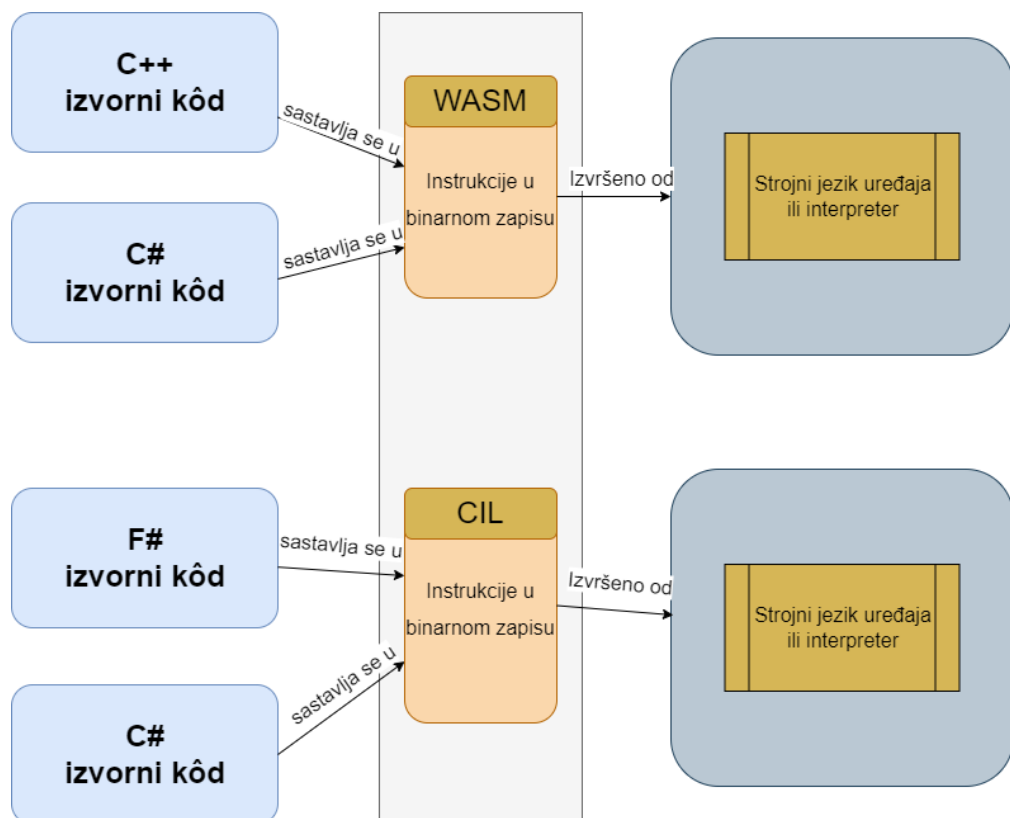 C++
izvorni kôd
sastavlja se u
C#
izvorni kôd
sastavlja se u
WASM
Instrukcije u
binarnom zapisu
Izvršeno od
Strojni jezik uređaja
ili interpreter
F#
izvorni kôd
sastavlja se u
C#
izvorni kôd
sastavlja se u
CIL
Instrukcije u
binarnom zapisu
Izvršeno od
Strojni jezik uređaja
ili interpreter